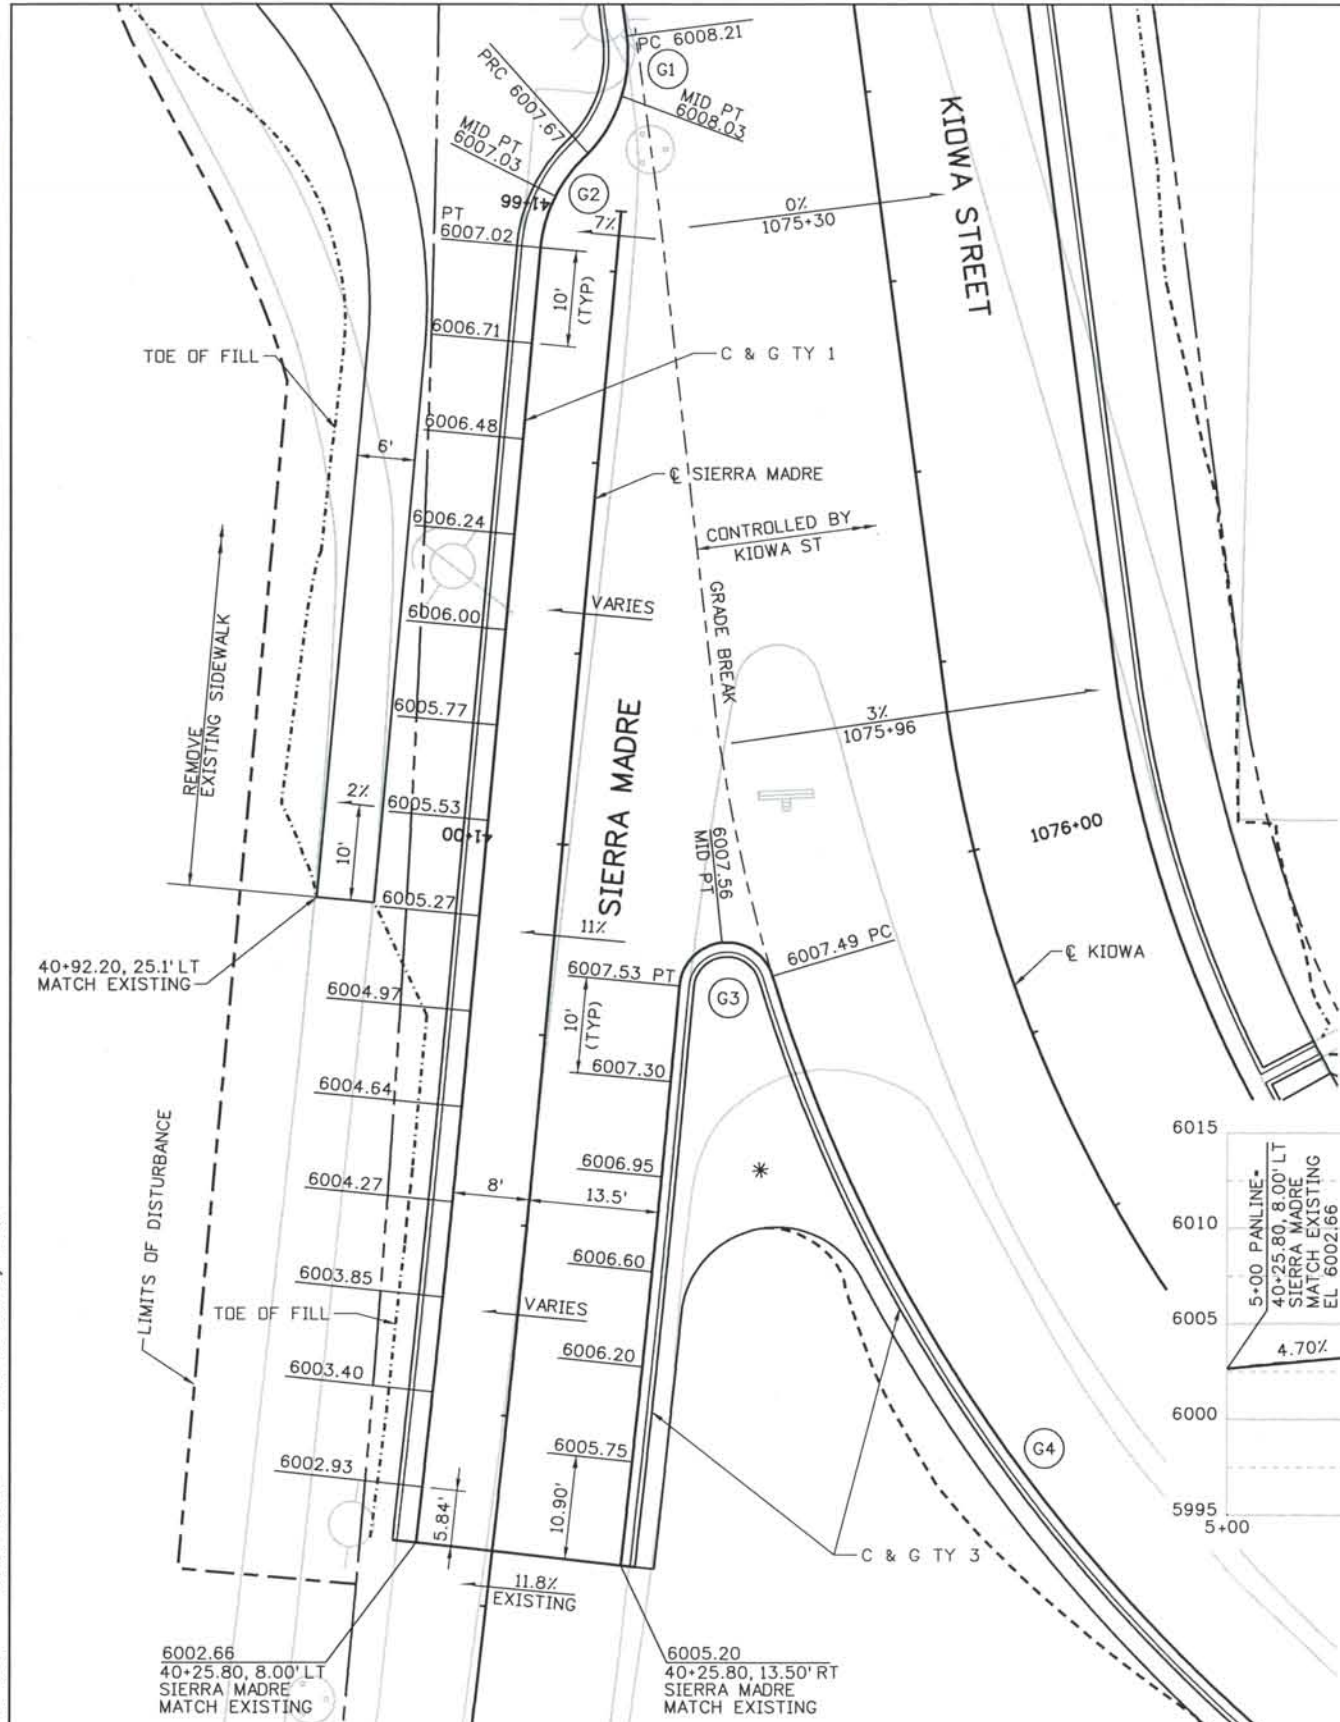 PC 6008.21
G1
PRC 6007.67
MID PT
6008.03
MID PT
6007.03
G2
41+66
PT
6007.02
7%
0%
1075+30
KIOWA STREET
10'
(TYP)
6006.71
TOE OF FILL
C & G TY 1
6006.48
6'
℄ SIERRA MADRE
6006.24
CONTROLLED BY
KIOWA ST
GRADE BREAK
6006.00
VARIES
REMOVE
EXISTING SIDEWALK
6005.77
SIERRA MADRE
3%
1075+96
2%
6005.53
41+00
1076+00
10'
6007.56
MID PT
6005.27
11%
6007.49 PC
℄ KIOWA
40+92.20, 25.1' LT
MATCH EXISTING
6007.53 PT
6004.97
G3
10'
(TYP)
6007.30
6004.64
LIMITS OF DISTURBANCE
6006.95
*
6004.27
8'
13.5'
6006.60
6003.85
TOE OF FILL
VARIES
6006.20
6003.40
6005.75
G4
6002.93
5.84'
10.90'
C & G TY 3
11.8%
EXISTING
6002.66
40+25.80, 8.00' LT
SIERRA MADRE
MATCH EXISTING
6005.20
40+25.80, 13.50' RT
SIERRA MADRE
MATCH EXISTING
6015
6010
6005
6000
5995
5+00
5+00 PANLINE=
40+25.80, 8.00' LT
SIERRA MADRE
MATCH EXISTING
EL 6002.66
4.70%